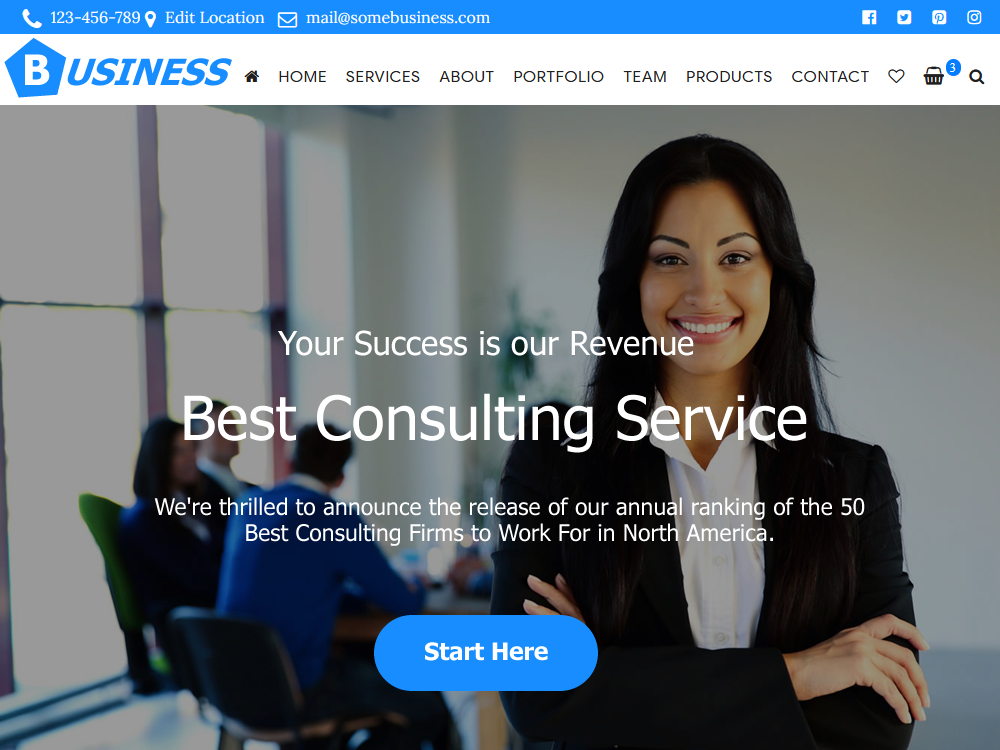 123-456-789 Edit Location mail@somebusiness.com
BUSINESS
HOME SERVICES ABOUT PORTFOLIO TEAM PRODUCTS CONTACT 3
Your Success is our Revenue
Best Consulting Service
We're thrilled to announce the release of our annual ranking of the 50
Best Consulting Firms to Work For in North America.
Start Here